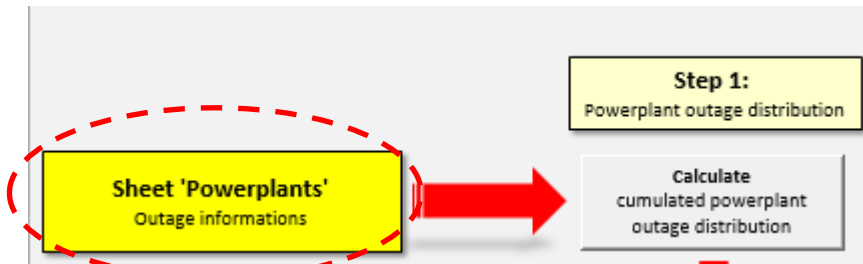 Step 1:
Powerplant outage distribution
Sheet 'Powerplants'
Outage informations
Calculate
cumulated powerplant
outage distribution